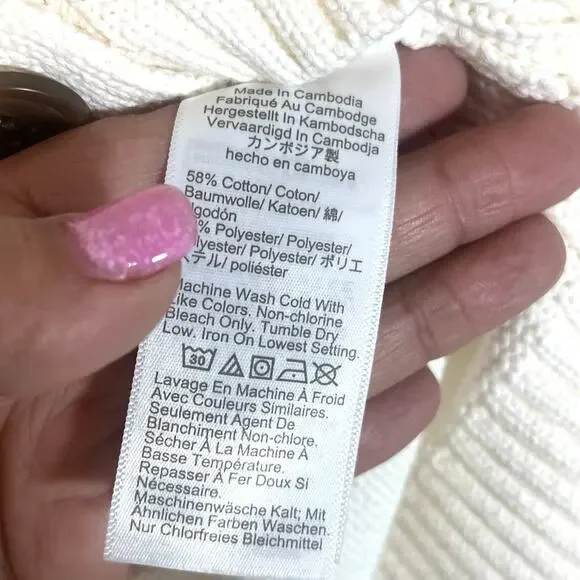 Made In Cambodia
Fabriqué Au Cambodge
Hergestellt In Kambodscha
Vervaardigd In Cambodja
カンボジア製
hecho en camboya
58% Cotton/ Coton/
Baumwolle/ Katoen/ 綿/
lgodón
% Polyester/ Polyester/
lyester/ Polyester/ ポリエ
ステル/ poliéster
Machine Wash Cold With
Like Colors. Non-chlorine
Bleach Only. Tumble Dry
Low. Iron On Lowest Setting.
30
Lavage En Machine À Froid
Avec Couleurs Similaires.
Seulement Agent De
Blanchiment Non-chlore.
Sécher À La Machine À
Basse Température.
Repasser À Fer Doux Si
Nécessaire.
Maschinenwäsche Kalt; Mit
Ähnlichen Farben Waschen.
Nur Chlorfreies Bleichmittel